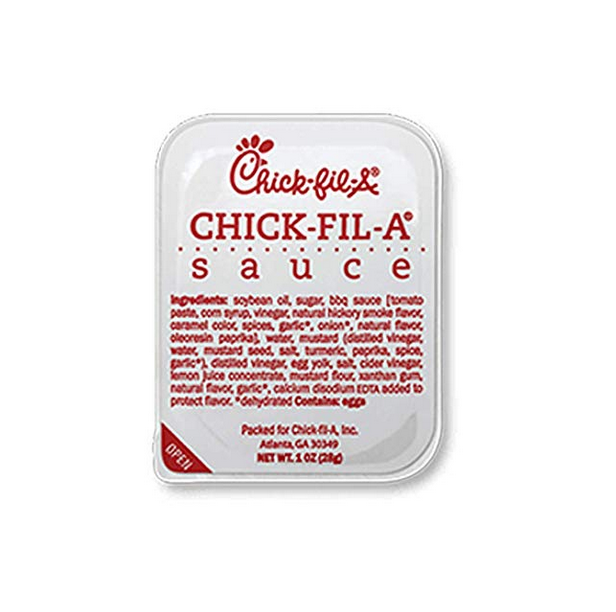 Chick-fil-A®
CHICK-FIL-A®
sauce
Ingredients: soybean oil, sugar, bbq sauce [tomato
paste, corn syrup, vinegar, natural hickory smoke flavor,
caramel color, spices, garlic*, onion*, natural flavor,
oleoresin paprika], water, mustard (distilled vinegar,
water, mustard seed, salt, turmeric, paprika, spice,
garlic*), distilled vinegar, egg yolk, salt, cider vinegar,
lemon juice concentrate, mustard flour, xanthan gum,
natural flavor, garlic*, calcium disodium EDTA added to
protect flavor. *dehydrated Contains: eggs
Packed for Chick-fil-A, Inc.
Atlanta, GA 30349
NET WT. 1 OZ (28g)
OPEN